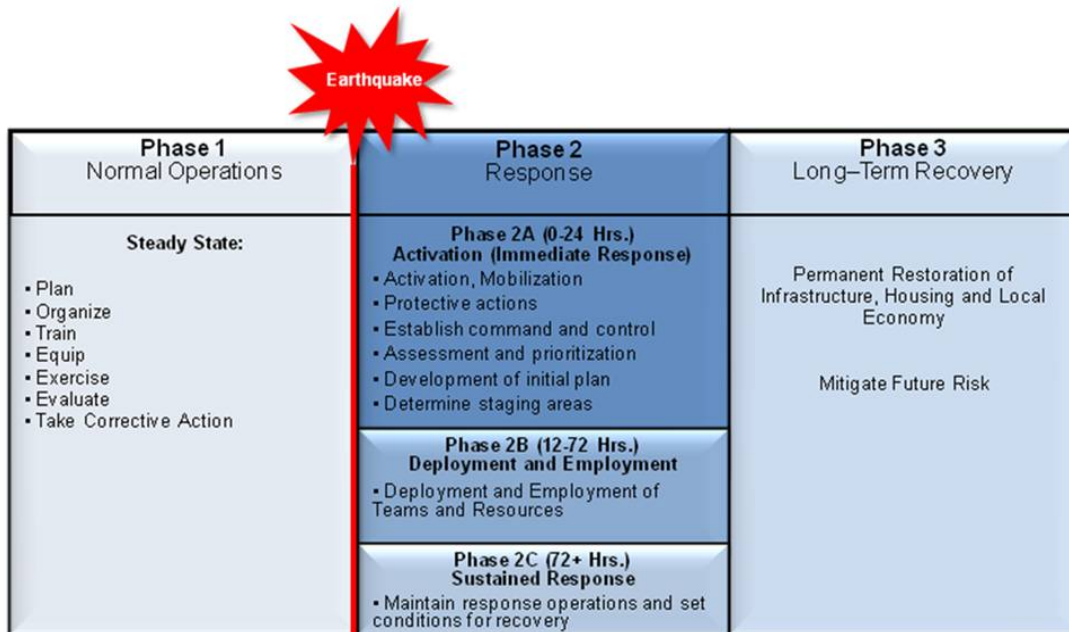 Earthquake
Phase 1
Normal Operations
Phase 2
Response
Phase 3
Long–Term Recovery
Steady State:
▪ Plan
▪ Organize
▪ Train
▪ Equip
▪ Exercise
▪ Evaluate
▪ Take Corrective Action
Phase 2A (0-24 Hrs.)
Activation (Immediate Response)
▪ Activation, Mobilization
▪ Protective actions
▪ Establish command and control
▪ Assessment and prioritization
▪ Development of initial plan
▪ Determine staging areas
Phase 2B (12-72 Hrs.)
Deployment and Employment
▪ Deployment and Employment of
Teams and Resources
Phase 2C (72+ Hrs.)
Sustained Response
▪ Maintain response operations and set
conditions for recovery
Permanent Restoration of
Infrastructure, Housing and Local
Economy
Mitigate Future Risk